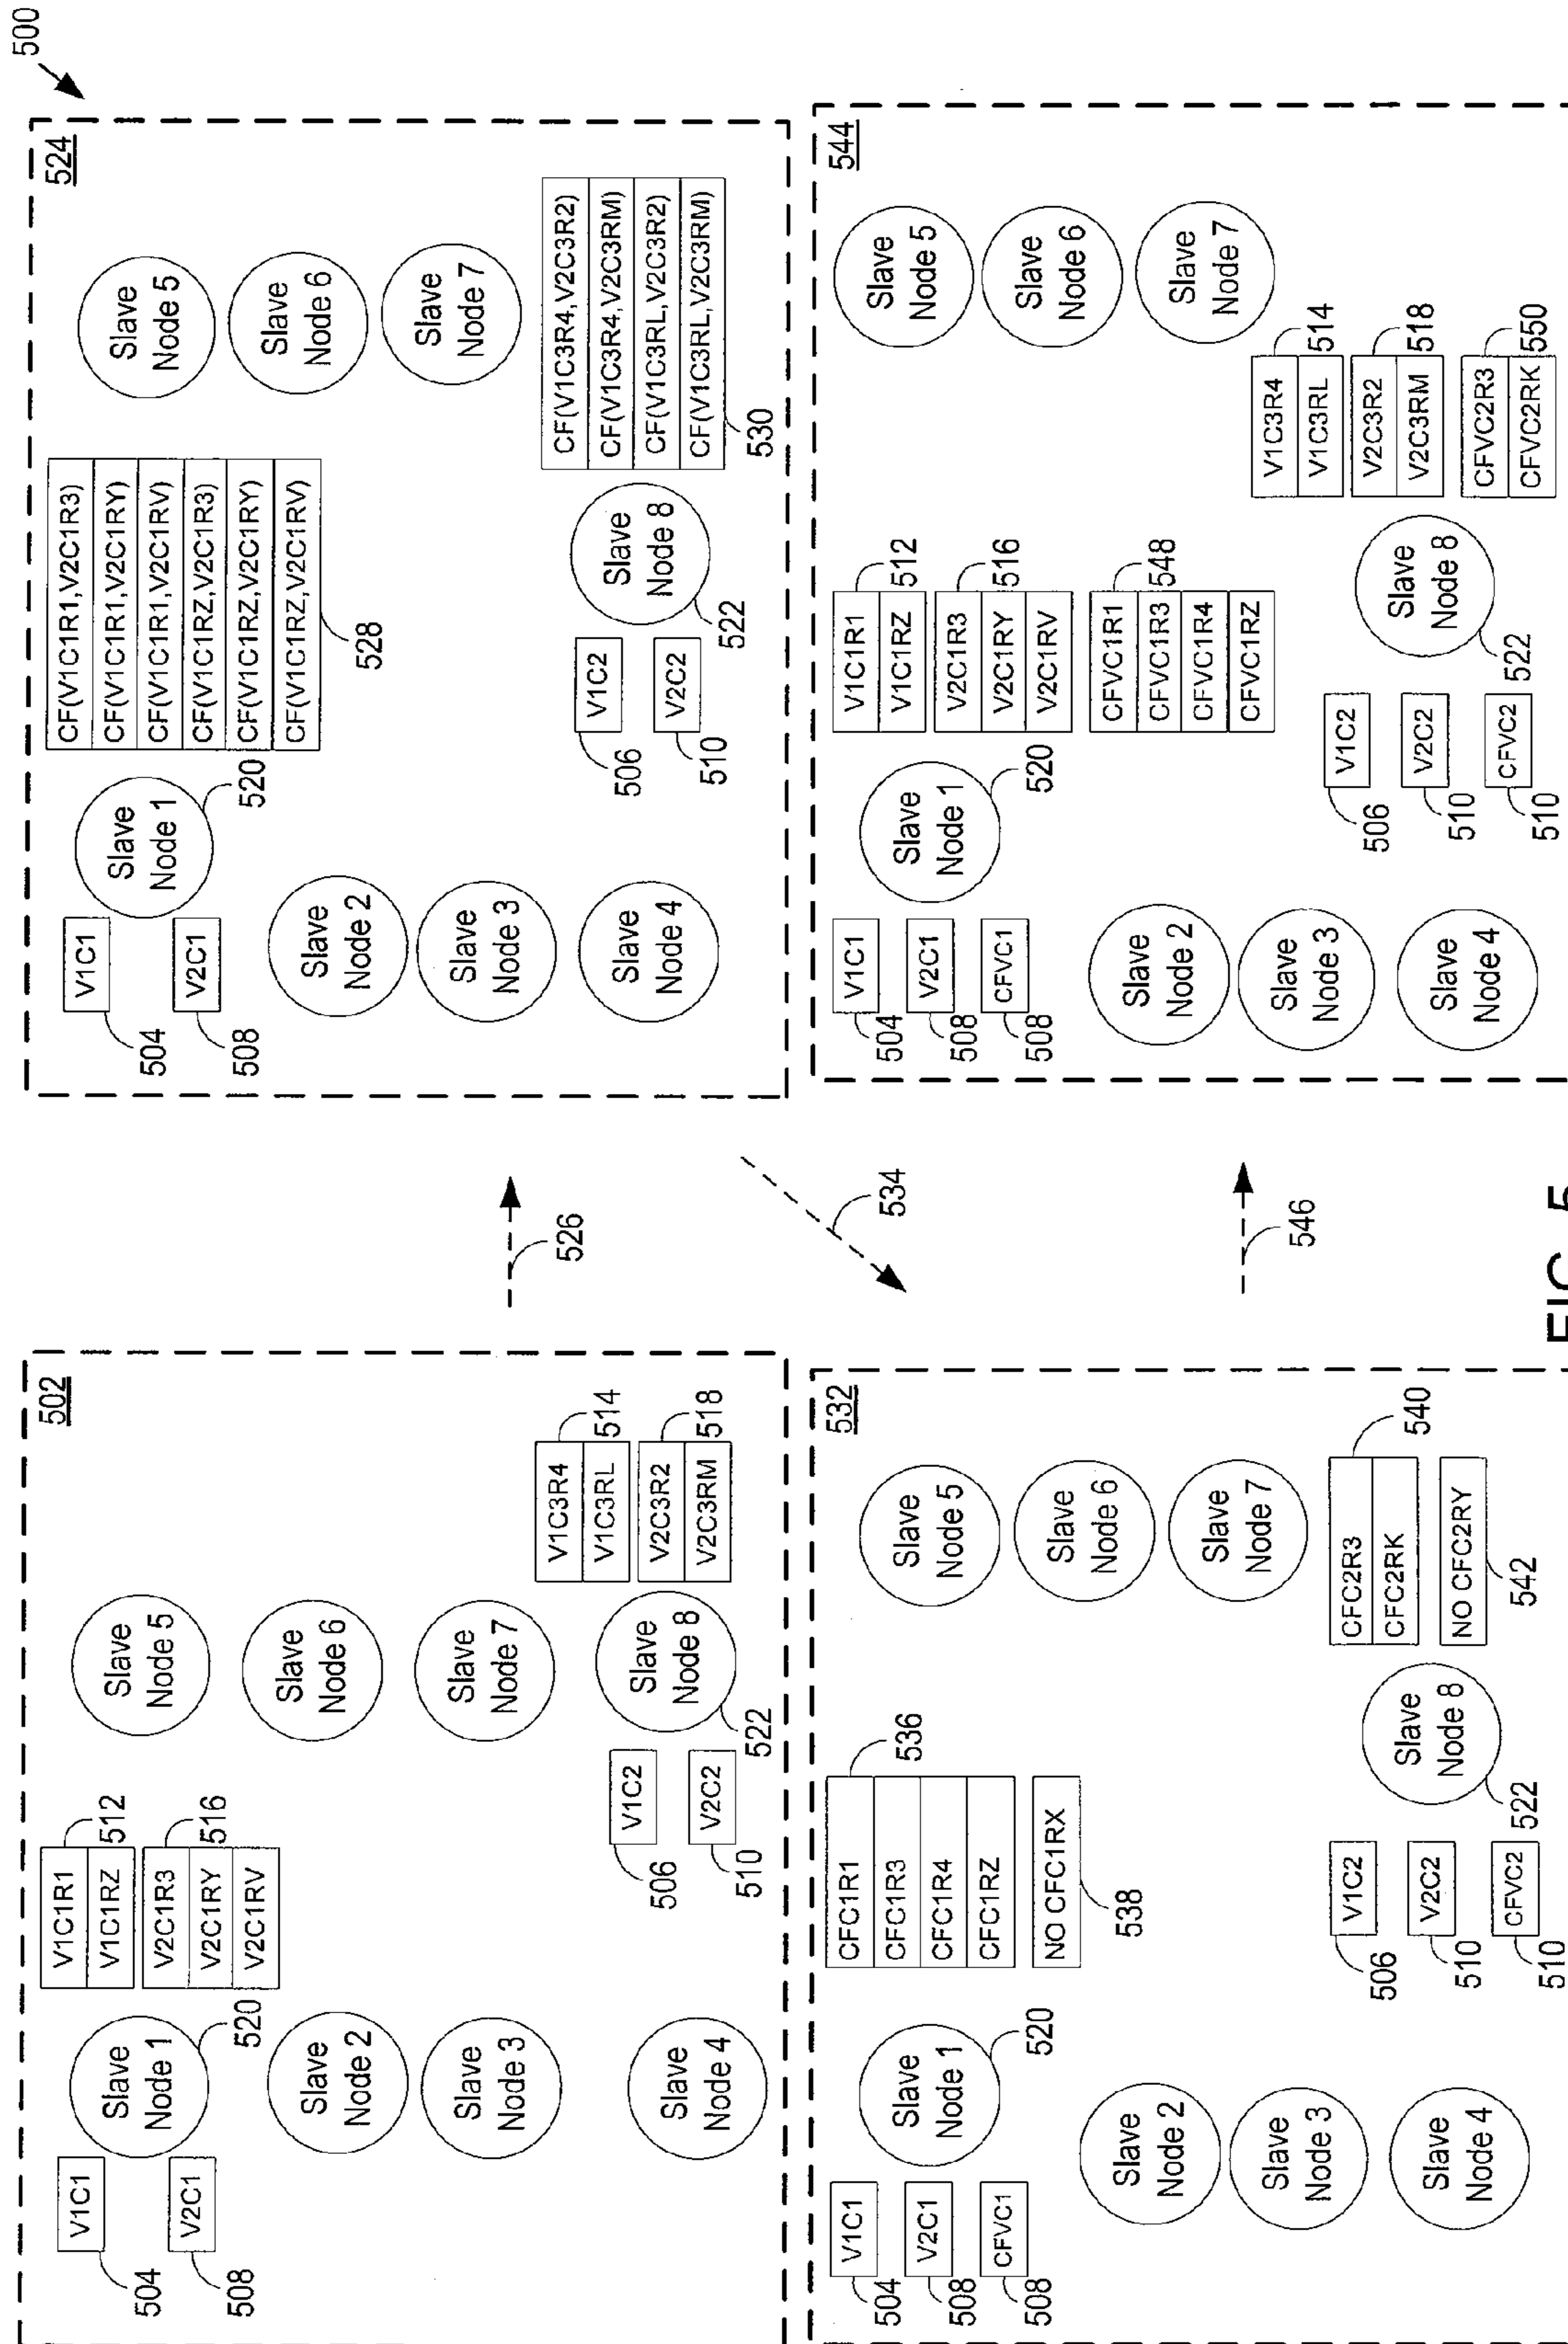 500
502
V1C1
504
V2C1
508
Slave
Node 1
520
V1C1R1
V1C1RZ
512
V2C1R3
V2C1RY
V2C1RV
516
Slave
Node 2
Slave
Node 3
Slave
Node 4
Slave
Node 5
Slave
Node 6
Slave
Node 7
V1C2
506
V2C2
510
Slave
Node 8
522
V1C3R4
V1C3RL
514
V2C3R2
V2C3RM
518
526
524
V1C1
504
V2C1
508
Slave
Node 1
520
CF(V1C1R1,V2C1R3)
CF(V1C1R1,V2C1RY)
CF(V1C1R1,V2C1RV)
CF(V1C1RZ,V2C1R3)
CF(V1C1RZ,V2C1RY)
CF(V1C1RZ,V2C1RV)
528
Slave
Node 2
Slave
Node 3
Slave
Node 4
Slave
Node 5
Slave
Node 6
Slave
Node 7
V1C2
506
V2C2
510
Slave
Node 8
522
CF(V1C3R4,V2C3R2)
CF(V1C3R4,V2C3RM)
CF(V1C3RL,V2C3R2)
CF(V1C3RL,V2C3RM)
530
534
532
V1C1
504
V2C1
508
CFVC1
508
Slave
Node 1
520
CFC1R1
CFC1R3
CFC1R4
CFC1RZ
536
NO CFC1RX
538
Slave
Node 2
Slave
Node 3
Slave
Node 4
Slave
Node 5
Slave
Node 6
Slave
Node 7
V1C2
506
V2C2
510
CFVC2
510
Slave
Node 8
522
CFC2R3
CFC2RK
540
NO CFC2RY
542
546
544
V1C1
504
V2C1
508
CFVC1
508
Slave
Node 1
520
V1C1R1
V1C1RZ
512
V2C1R3
V2C1RY
V2C1RV
516
CFVC1R1
CFVC1R3
CFVC1R4
CFVC1RZ
548
Slave
Node 2
Slave
Node 3
Slave
Node 4
Slave
Node 5
Slave
Node 6
Slave
Node 7
V1C2
506
V2C2
510
CFVC2
510
Slave
Node 8
522
V1C3R4
V1C3RL
514
V2C3R2
V2C3RM
518
CFVC2R3
CFVC2RK
550